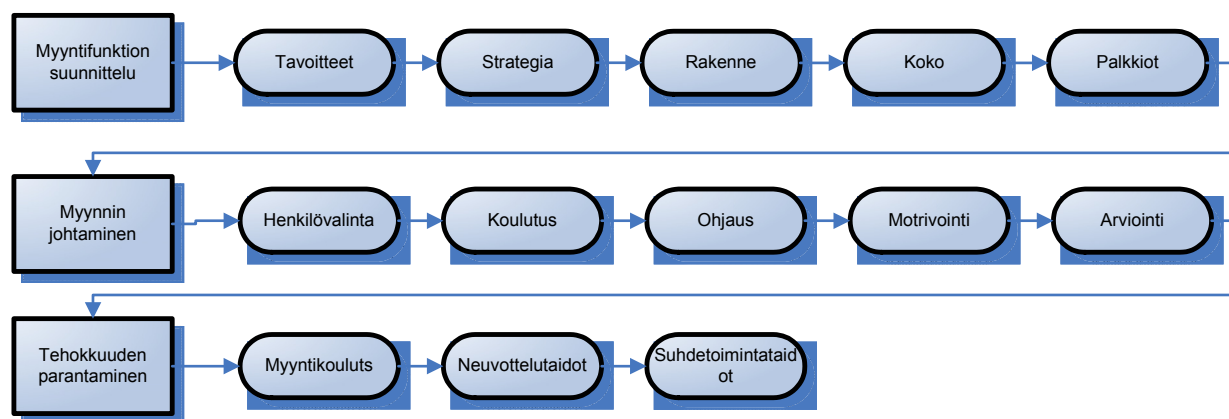 Myyntifunktion
suunnittelu
Tavoitteet
Strategia
Rakenne
Koko
Palkkiot
Myynnin
johtaminen
Henkilövalinta
Koulutus
Ohjaus
Motrivointi
Arviointi
Tehokkuuden
parantaminen
Myyntikouluts
Neuvottelutaidot
Suhdetoimintataid
ot